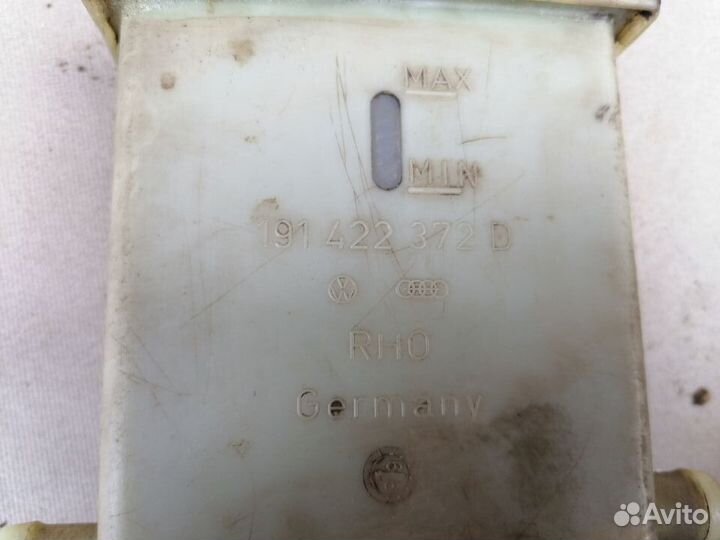 MAX
MIN
191 422 372 D
RHO
Germany
Avito